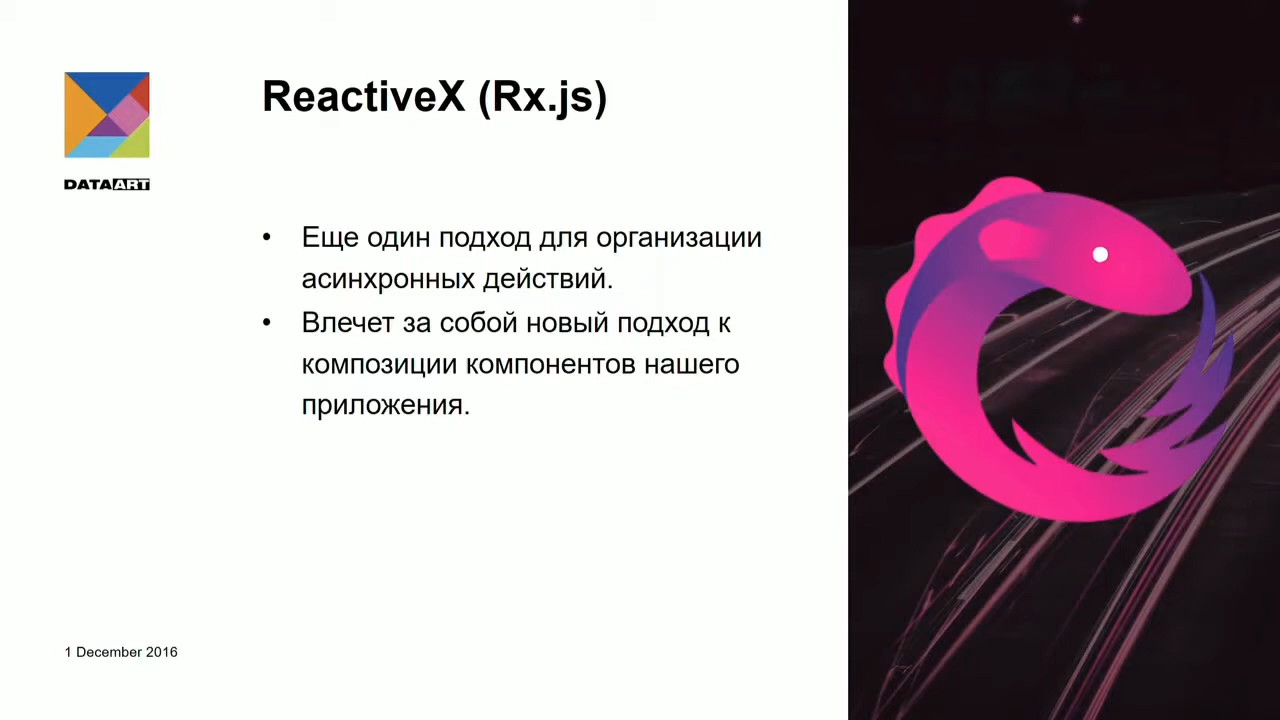 ReactiveX (Rx.js)
DATAART
• Еще один подход для организации
асинхронных действий.
• Влечет за собой новый подход к
композиции компонентов нашего
приложения.
1 December 2016